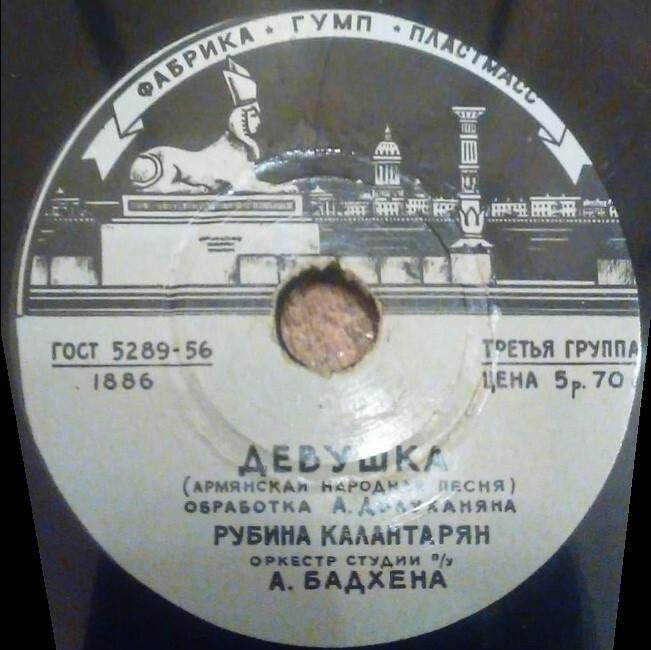 ФАБРИКА ★ ГУМП ★ ПЛАСТМАСС
ГОСТ 5289-56
1886
ТРЕТЬЯ ГРУППА
ЦЕНА 5р. 70
ДЕВУШКА
(АРМЯНСКАЯ НАРОДНАЯ ПЕСНЯ)
ОБРАБОТКА А. ДОЛУХАНЯНА
РУБИНА КАЛАНТАРЯН
ОРКЕСТР СТУДИИ п/у
А. БАДХЕНА